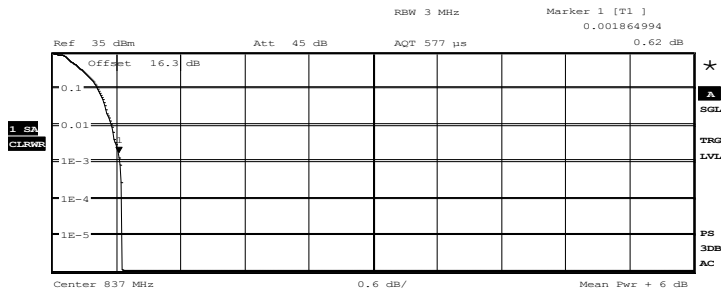 RBW 3 MHz Marker 1 [T1 ]
0.001864994
Ref 35 dBm Att 45 dB AQT 577 µs 0.62 dB
Offset 16.3 dB
*
A
SGL
TRG
LVL
PS
3DB
AC
1 SA
CLRWR
0.1
0.01
1
1E-3
1E-4
1E-5
Center 837 MHz 0.6 dB/ Mean Pwr + 6 dB